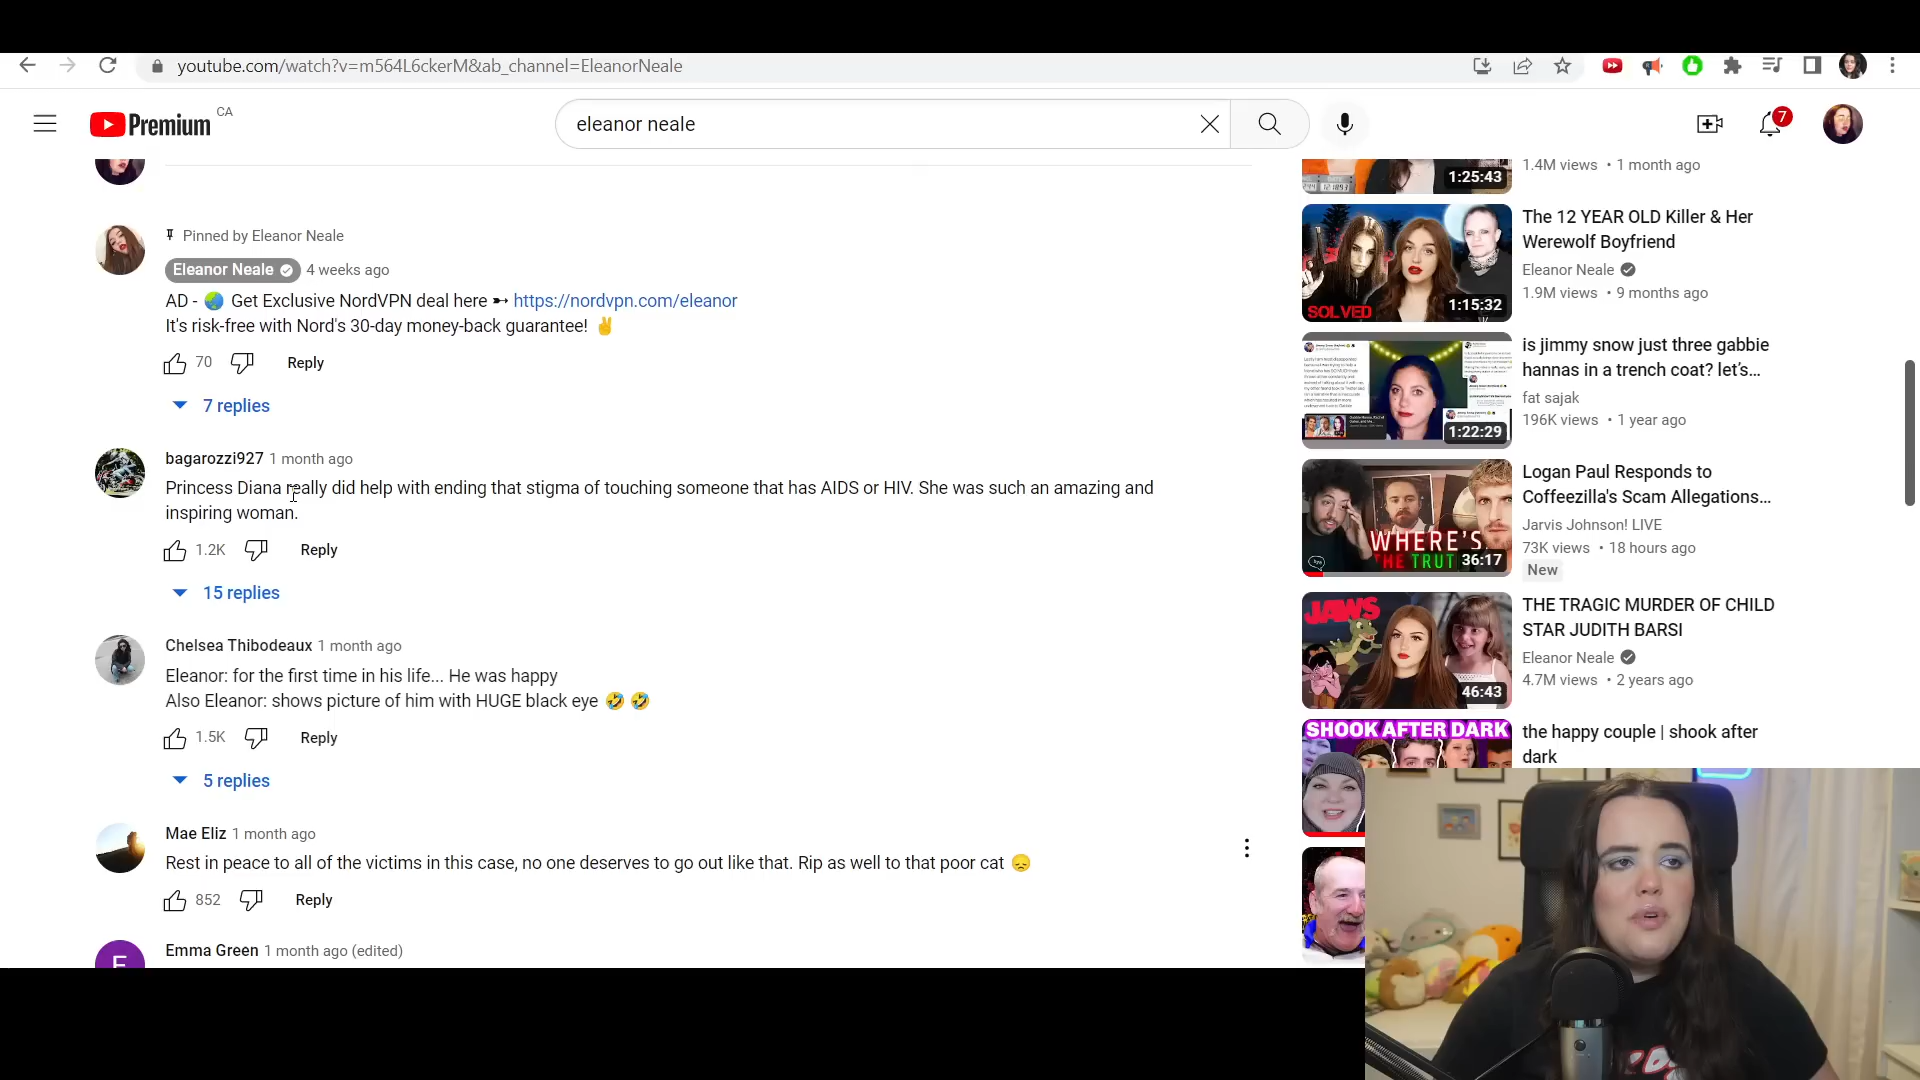 youtube.com/watch?v=m564L6ckerM&ab_channel=EleanorNeale
Premium CA
eleanor neale
7
Pinned by Eleanor Neale
Eleanor Neale 4 weeks ago
AD - 🌏 Get Exclusive NordVPN deal here ➼ https://nordvpn.com/eleanor
It's risk-free with Nord's 30-day money-back guarantee! ✌
70 Reply
7 replies
bagarozzi927 1 month ago
Princess Diana really did help with ending that stigma of touching someone that has AIDS or HIV. She was such an amazing and
inspiring woman.
1.2K Reply
15 replies
Chelsea Thibodeaux 1 month ago
Eleanor: for the first time in his life... He was happy
Also Eleanor: shows picture of him with HUGE black eye 🤣 🤣
1.5K Reply
5 replies
Mae Eliz 1 month ago
Rest in peace to all of the victims in this case, no one deserves to go out like that. Rip as well to that poor cat 😞
852 Reply
E
Emma Green 1 month ago (edited)
1:25:43
1.4M views • 1 month ago
SOLVED
1:15:32
The 12 YEAR OLD Killer & Her
Werewolf Boyfriend
Eleanor Neale
1.9M views • 9 months ago
1:22:29
is jimmy snow just three gabbie
hannas in a trench coat? let's...
fat sajak
196K views • 1 year ago
WHERE'S
THE TRUT
36:17
Logan Paul Responds to
Coffeezilla's Scam Allegations...
Jarvis Johnson! LIVE
73K views • 18 hours ago
New
JAWS
46:43
THE TRAGIC MURDER OF CHILD
STAR JUDITH BARSI
Eleanor Neale
4.7M views • 2 years ago
SHOOK AFTER DARK
the happy couple | shook after
dark